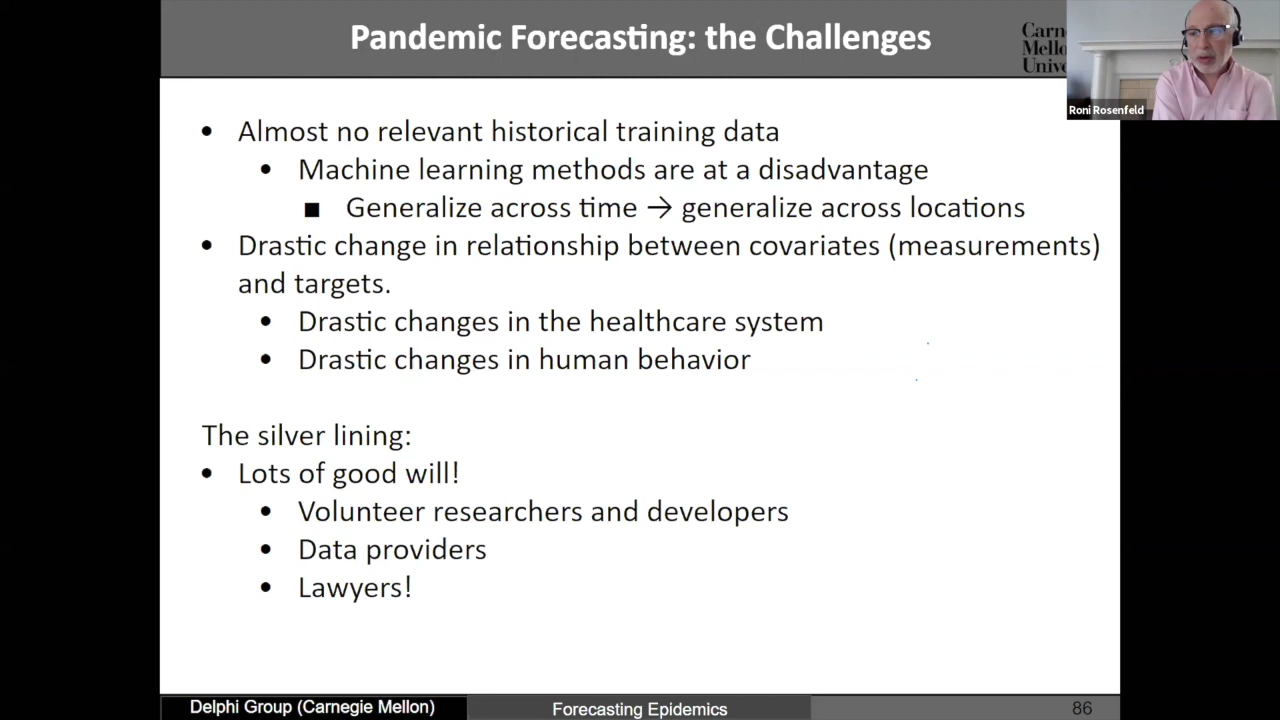 Pandemic Forecasting: the Challenges
Roni Rosenfeld
• Almost no relevant historical training data
• Machine learning methods are at a disadvantage
■ Generalize across time → generalize across locations
• Drastic change in relationship between covariates (measurements)
and targets.
• Drastic changes in the healthcare system
• Drastic changes in human behavior
The silver lining:
• Lots of good will!
• Volunteer researchers and developers
• Data providers
• Lawyers!
Delphi Group (Carnegie Mellon)
Forecasting Epidemics
86